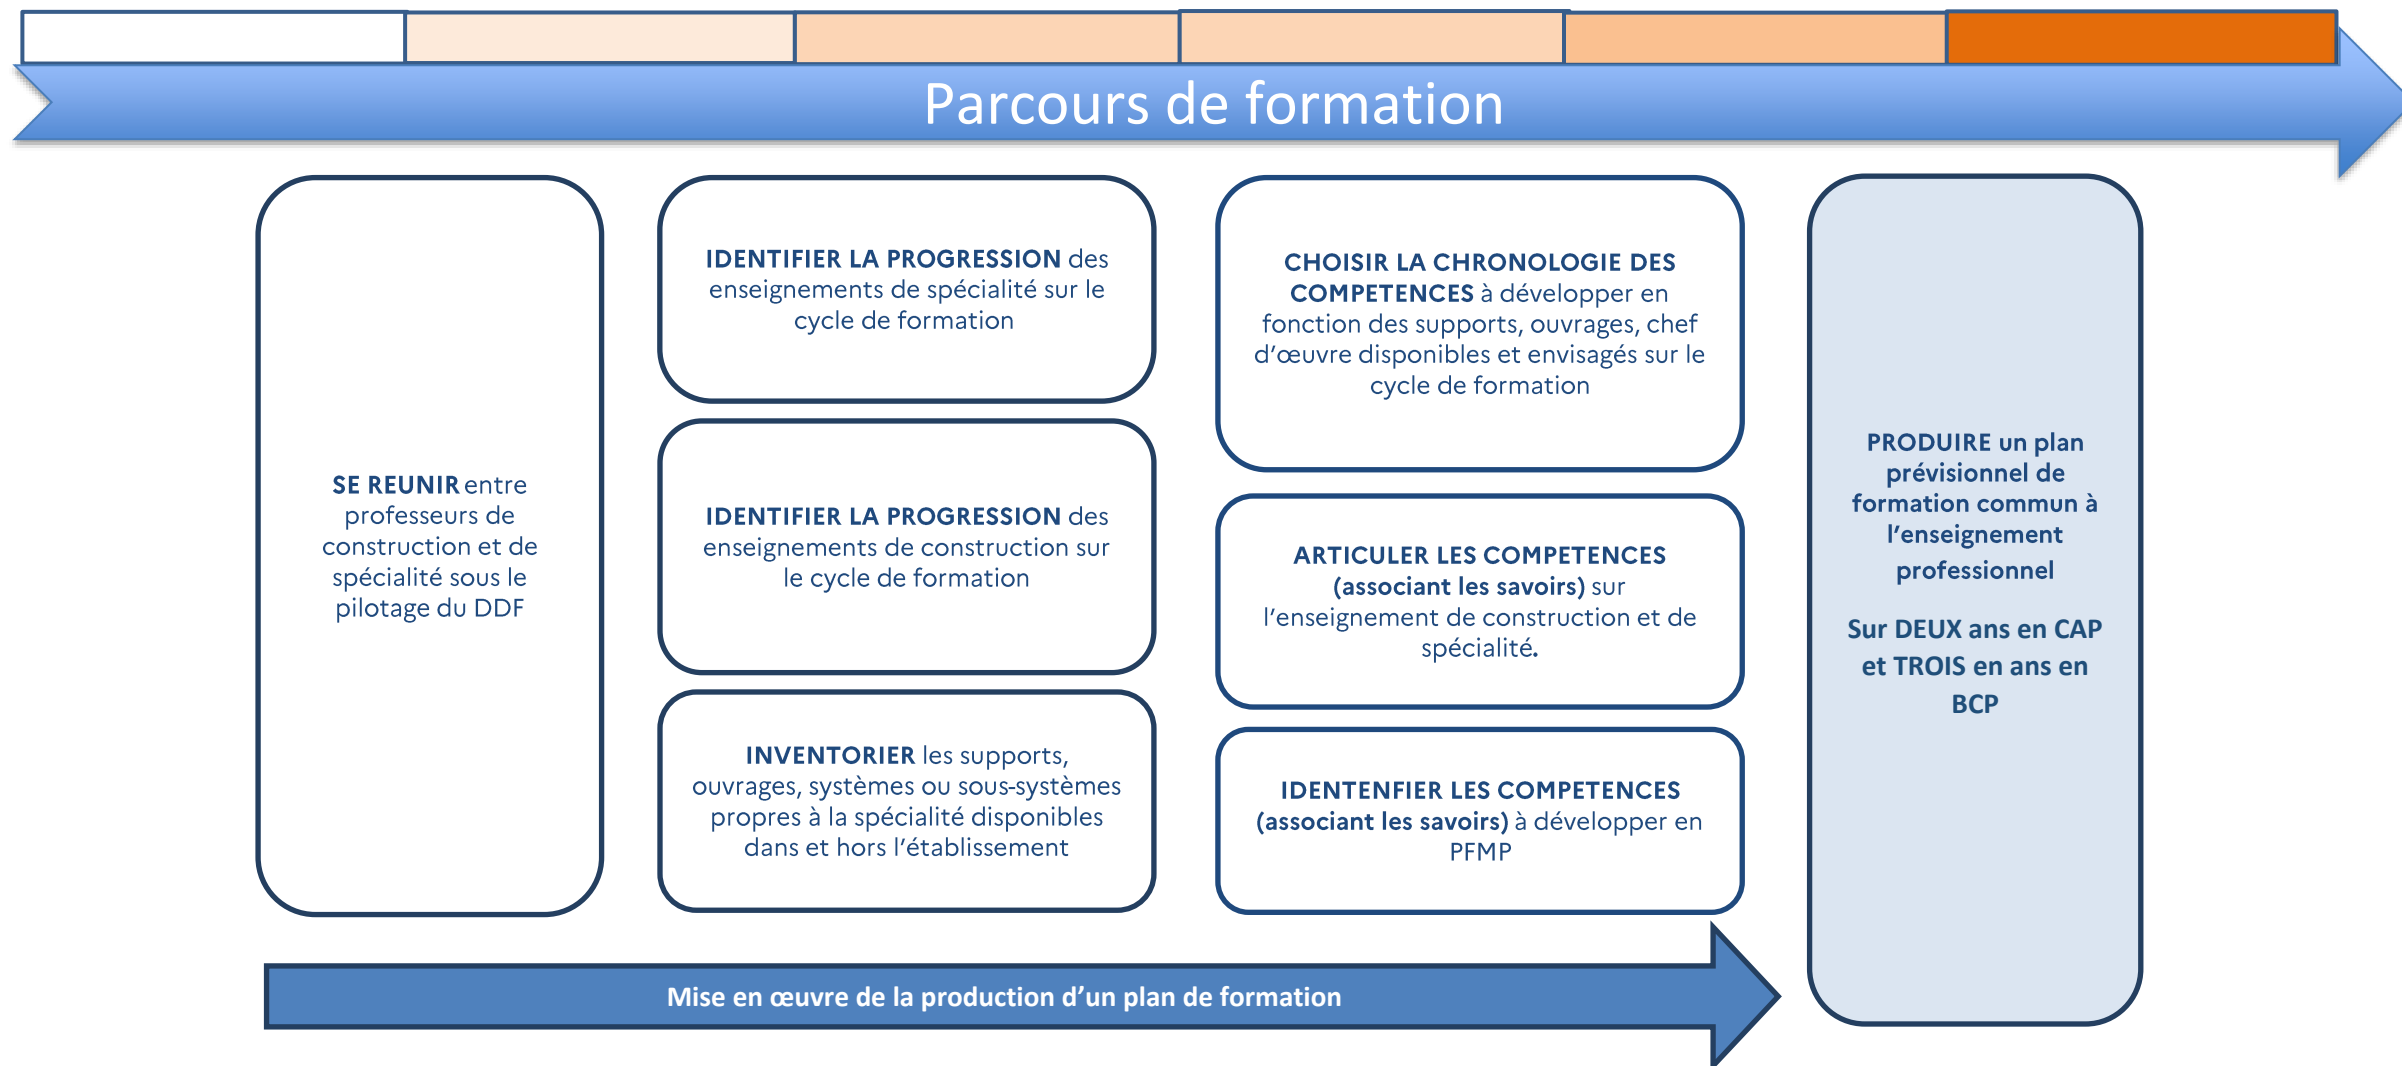 Parcours de formation
SE REUNIR entre
professeurs de
construction et de
spécialité sous le
pilotage du DDF
IDENTIFIER LA PROGRESSION des
enseignements de spécialité sur le
cycle de formation
IDENTIFIER LA PROGRESSION des
enseignements de construction sur
le cycle de formation
INVENTORIER les supports,
ouvrages, systèmes ou sous-systèmes
propres à la spécialité disponibles
dans et hors l’établissement
CHOISIR LA CHRONOLOGIE DES
COMPETENCES à développer en
fonction des supports, ouvrages, chef
d’œuvre disponibles et envisagés sur le
cycle de formation
ARTICULER LES COMPETENCES
(associant les savoirs) sur
l’enseignement de construction et de
spécialité.
IDENTENFIER LES COMPETENCES
(associant les savoirs) à développer en
PFMP
PRODUIRE un plan
prévisionnel de
formation commun à
l’enseignement
professionnel
Sur DEUX ans en CAP
et TROIS en ans en
BCP
Mise en œuvre de la production d’un plan de formation